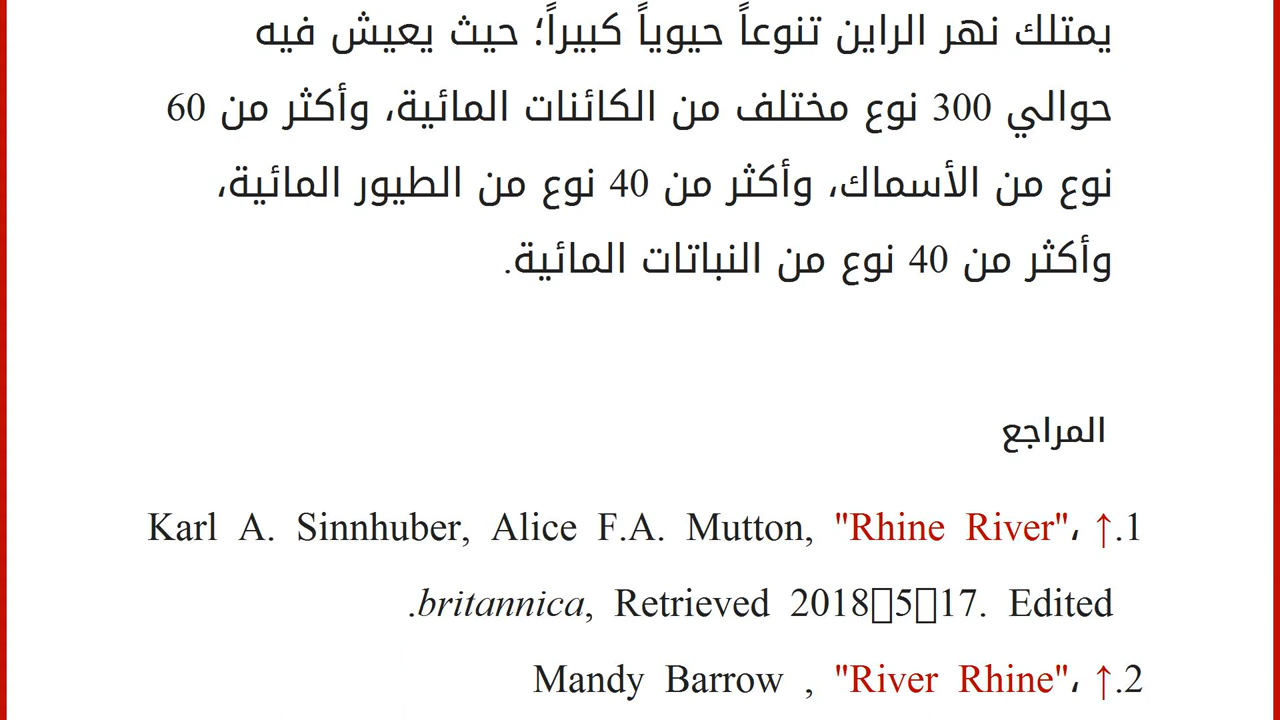 يمتلك نهر الراين تنوعاً حيوياً كبيراً؛ حيث يعيش فيه
حوالي 300 نوع مختلف من الكائنات المائية، وأكثر من 60
نوع من الأسماك، وأكثر من 40 نوع من الطيور المائية،
وأكثر من 40 نوع من النباتات المائية.
المراجع
1.↑ ،"Karl A. Sinnhuber, Alice F.A. Mutton, "Rhine River
britannica, Retrieved 2018▯5▯17. Edited.
2.↑ ،"Mandy Barrow , "River Rhine